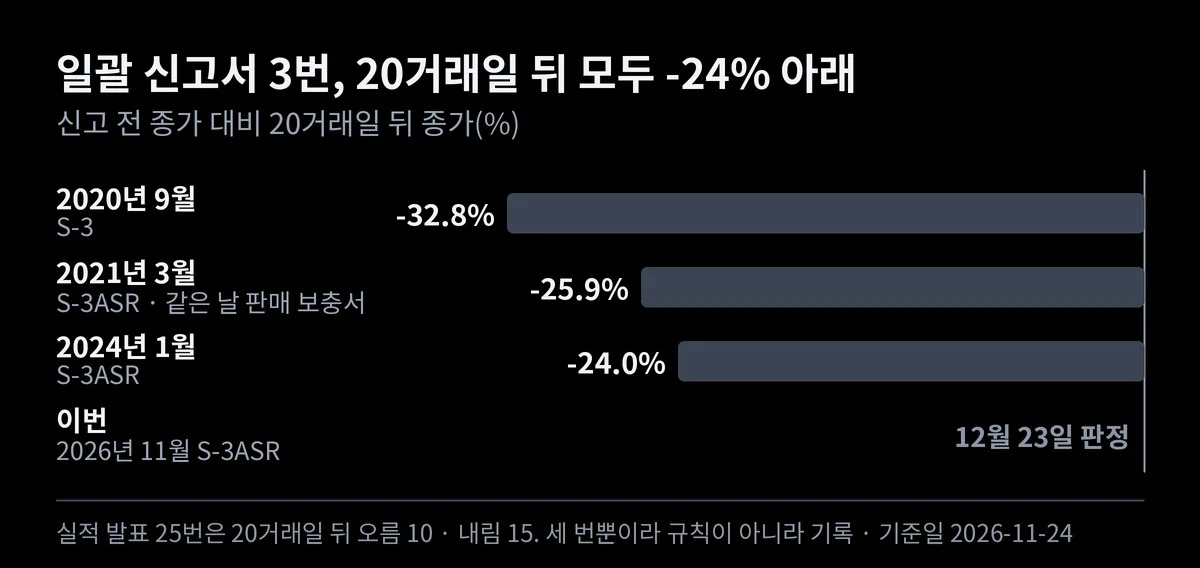 일괄 신고서 3번, 20거래일 뒤 모두 -24% 아래
신고 전 종가 대비 20거래일 뒤 종가(%)
2020년 9월
S-3
-32.8%
2021년 3월
S-3ASR · 같은 날 판매 보충서
-25.9%
2024년 1월
S-3ASR
-24.0%
이번
2026년 11월 S-3ASR
12월 23일 판정
실적 발표 25번은 20거래일 뒤 오름 10 · 내림 15. 세 번뿐이라 규칙이 아니라 기록 · 기준일 2026-11-24